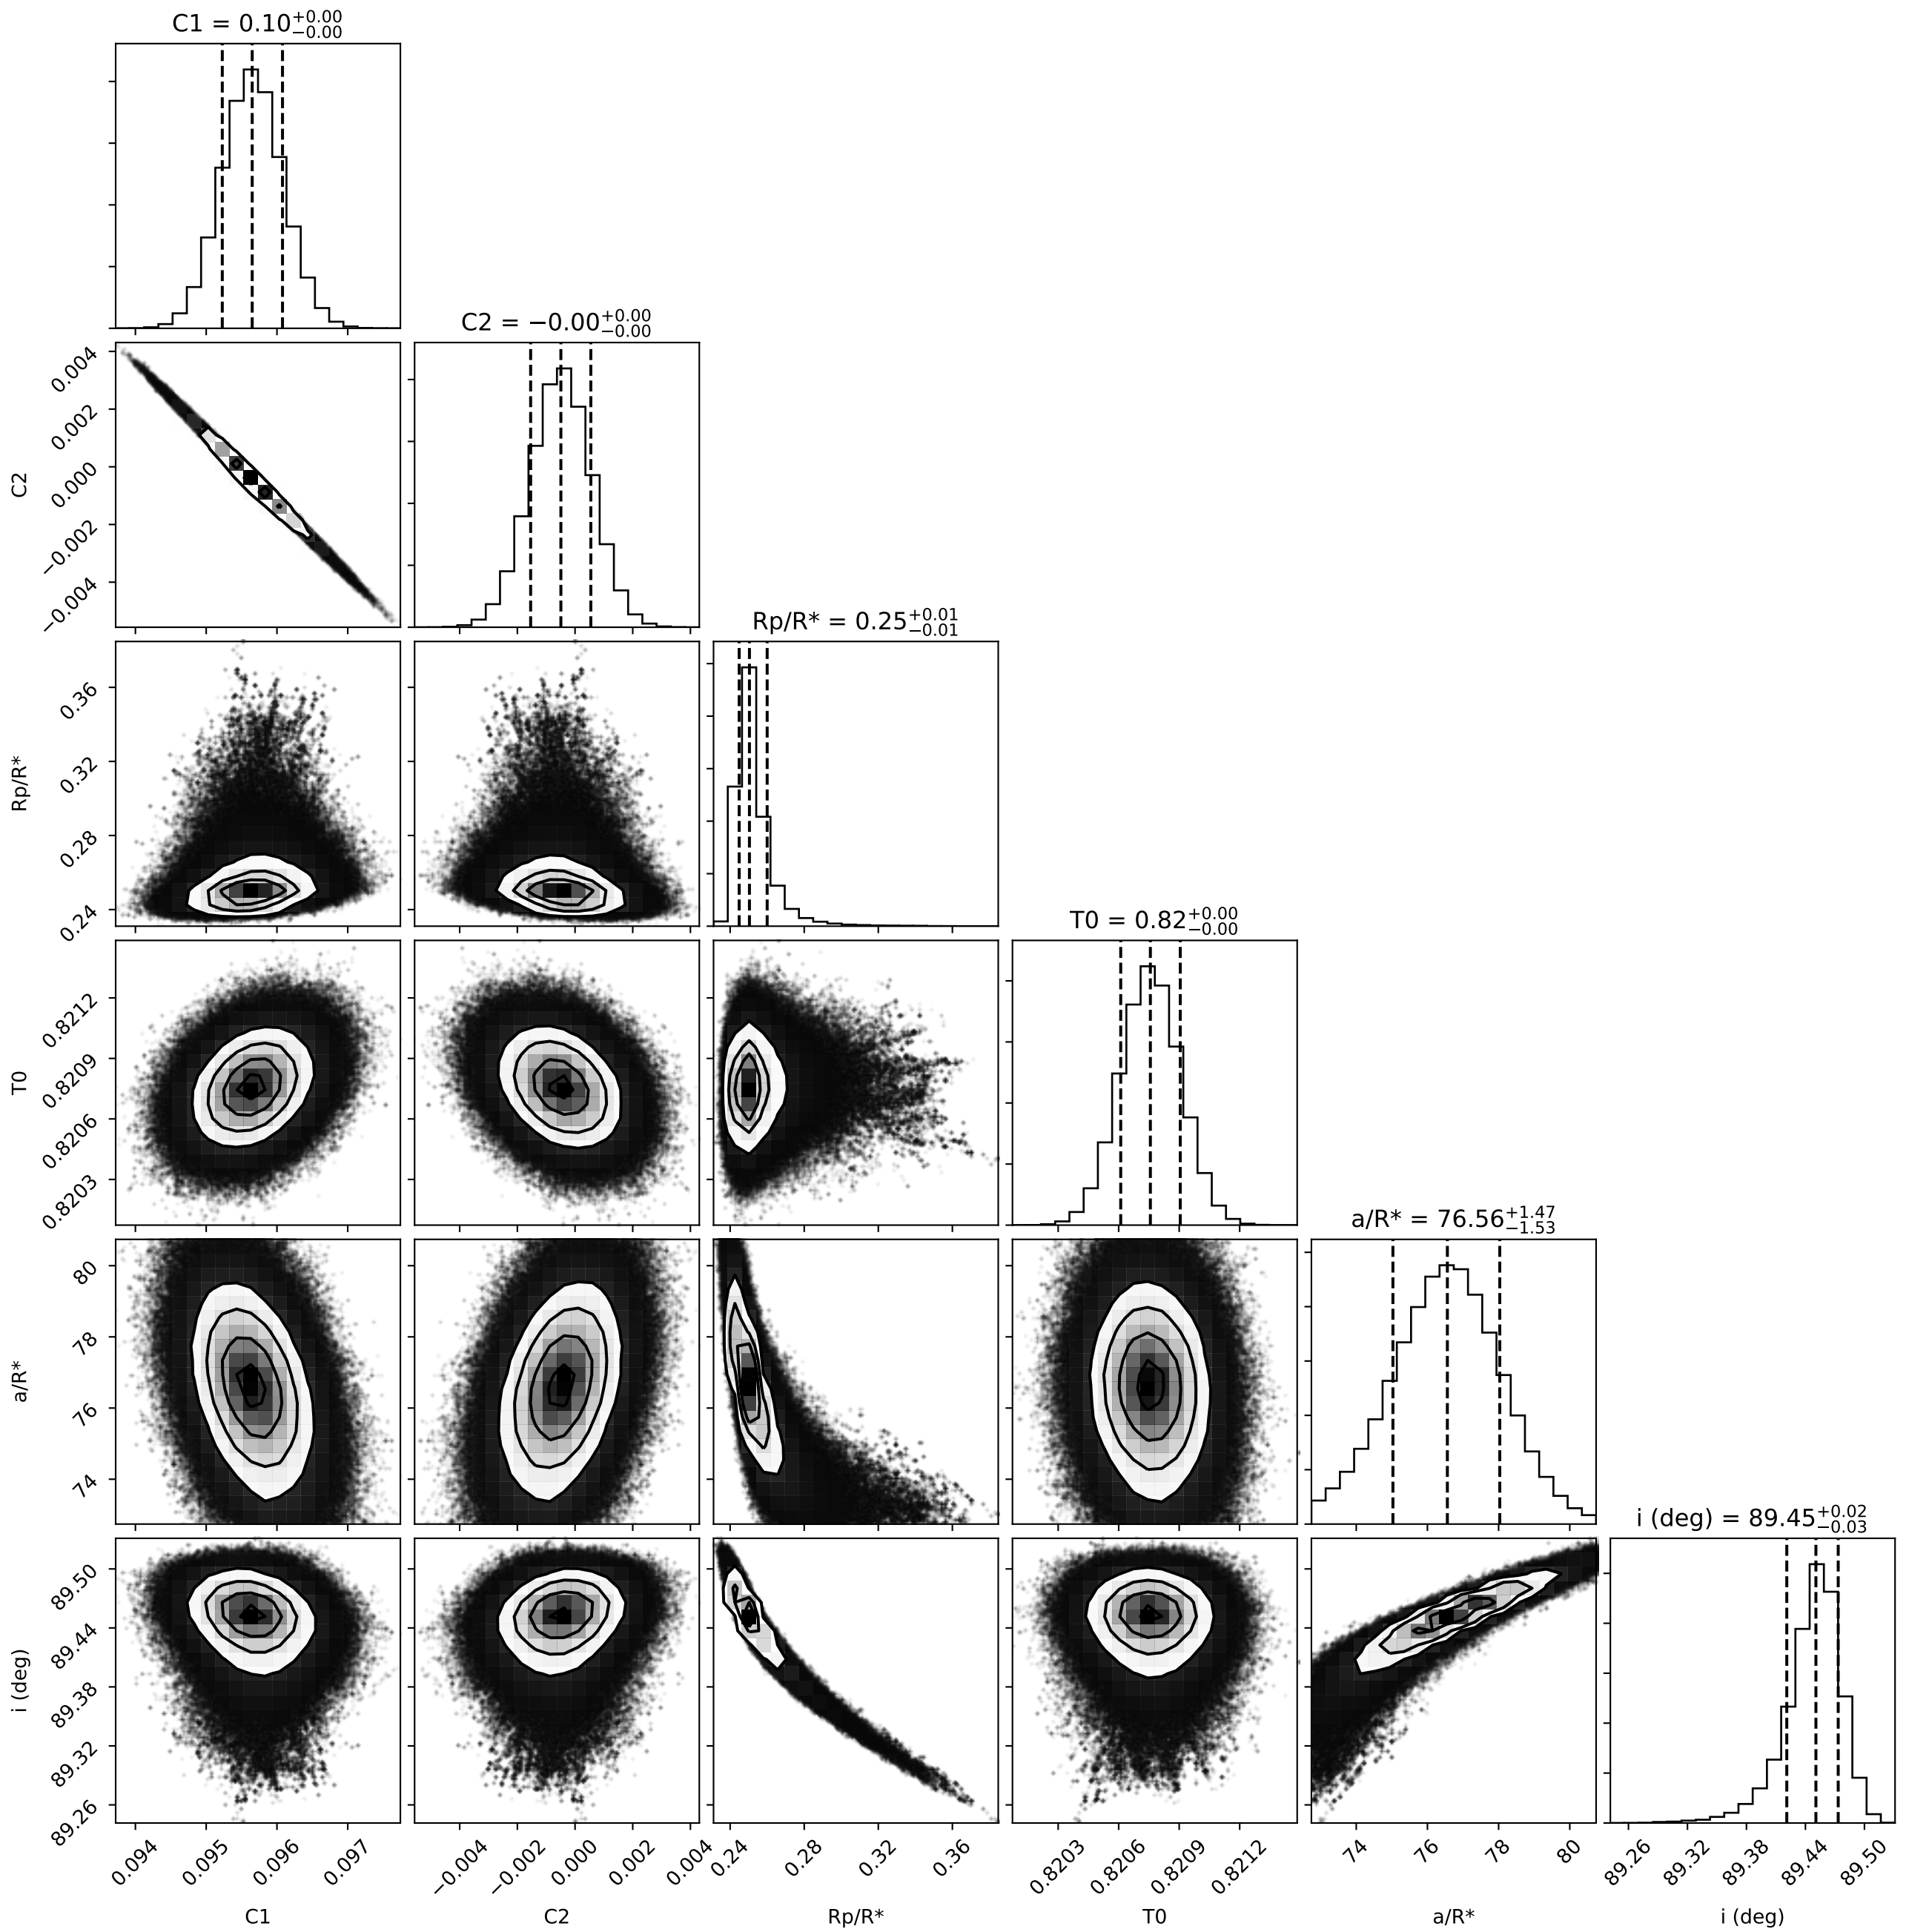 C1 = 0.10+0.00−0.00
C2 = −0.00+0.00−0.00
0.004
0.002
0.000
−0.002
−0.004
C2
Rp/R* = 0.25+0.01−0.01
0.36
0.32
0.28
0.24
Rp/R*
T0 = 0.82+0.00−0.00
0.8212
0.8209
0.8206
0.8203
T0
a/R* = 76.56+1.47−1.53
80
78
76
74
a/R*
i (deg) = 89.45+0.02−0.03
89.50
89.44
89.38
89.32
89.26
i (deg)
0.094 0.095 0.096 0.097 −0.004 −0.002 0.000 0.002 0.004 0.24 0.28 0.32 0.36 0.8203 0.8206 0.8209 0.8212 74 76 78 80 89.26 89.32 89.38 89.44 89.50
C1 C2 Rp/R* T0 a/R* i (deg)